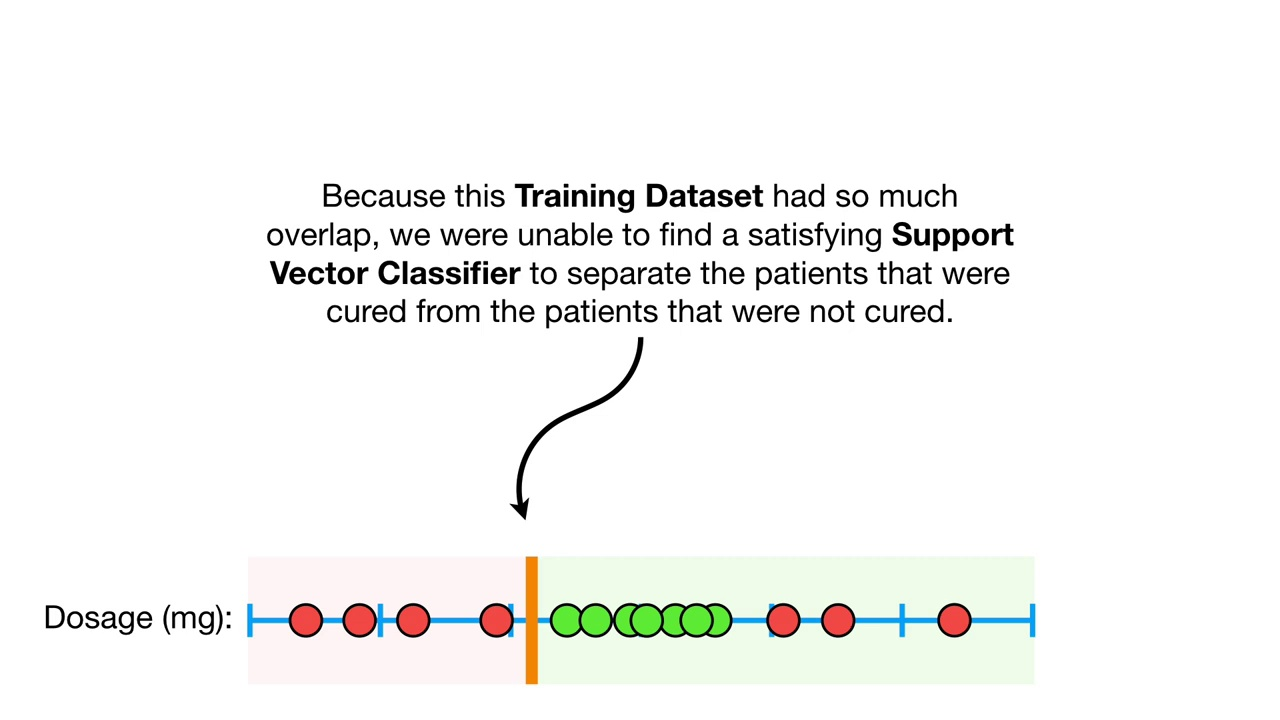 Because this Training Dataset had so much
overlap, we were unable to find a satisfying Support
Vector Classifier to separate the patients that were
cured from the patients that were not cured.
Dosage (mg):